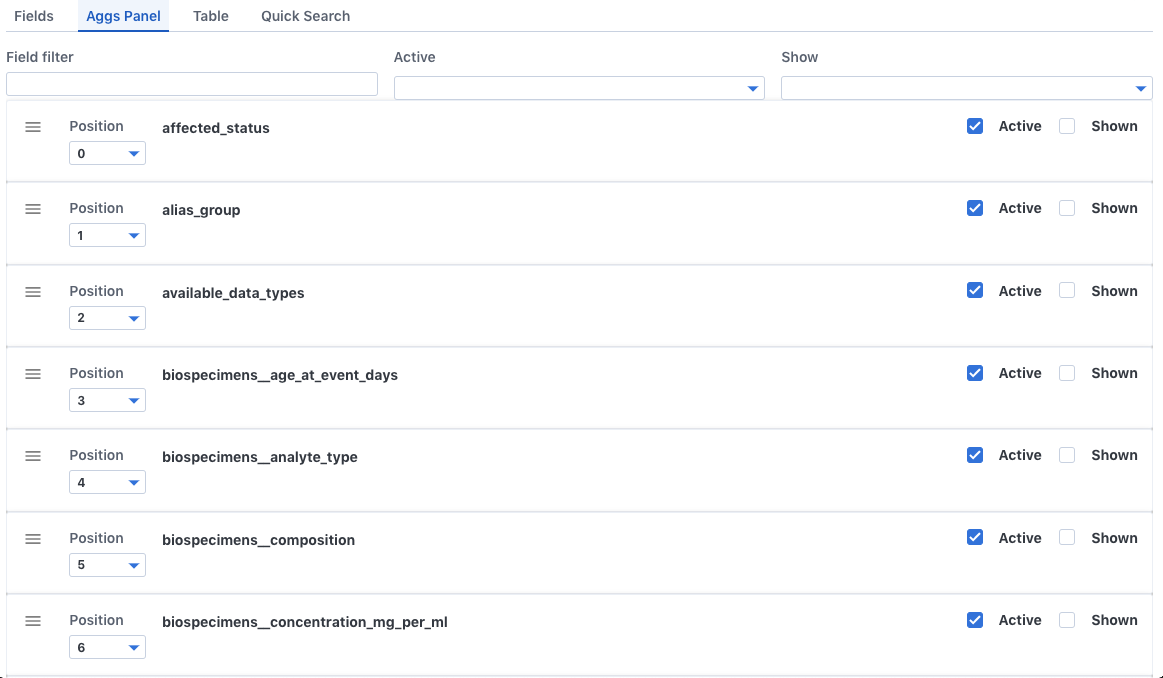 Fields Aggs Panel Table Quick Search
Field filter Active Show
Position affected_status Active Shown
0
Position alias_group Active Shown
1
Position available_data_types Active Shown
2
Position biospecimens__age_at_event_days Active Shown
3
Position biospecimens__analyte_type Active Shown
4
Position biospecimens__composition Active Shown
5
Position biospecimens__concentration_mg_per_ml Active Shown
6